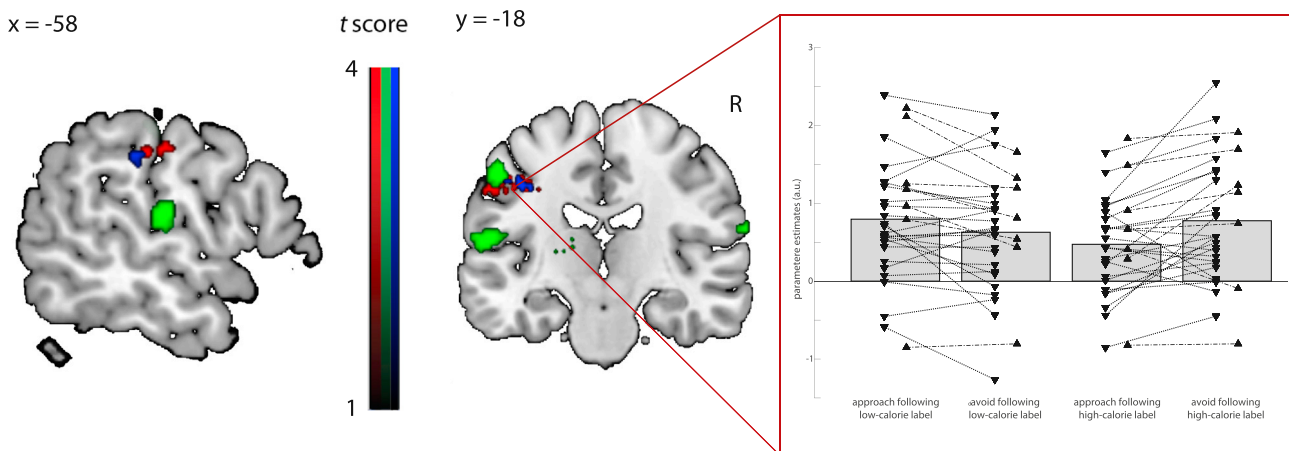 x = -58
t score
4
1
y = -18
R
parametere estimates (a.u.)
3
2
1
0
-1
approach following
low-calorie label
avoid following
low-calorie label
approach following
high-calorie label
avoid following
high-calorie label